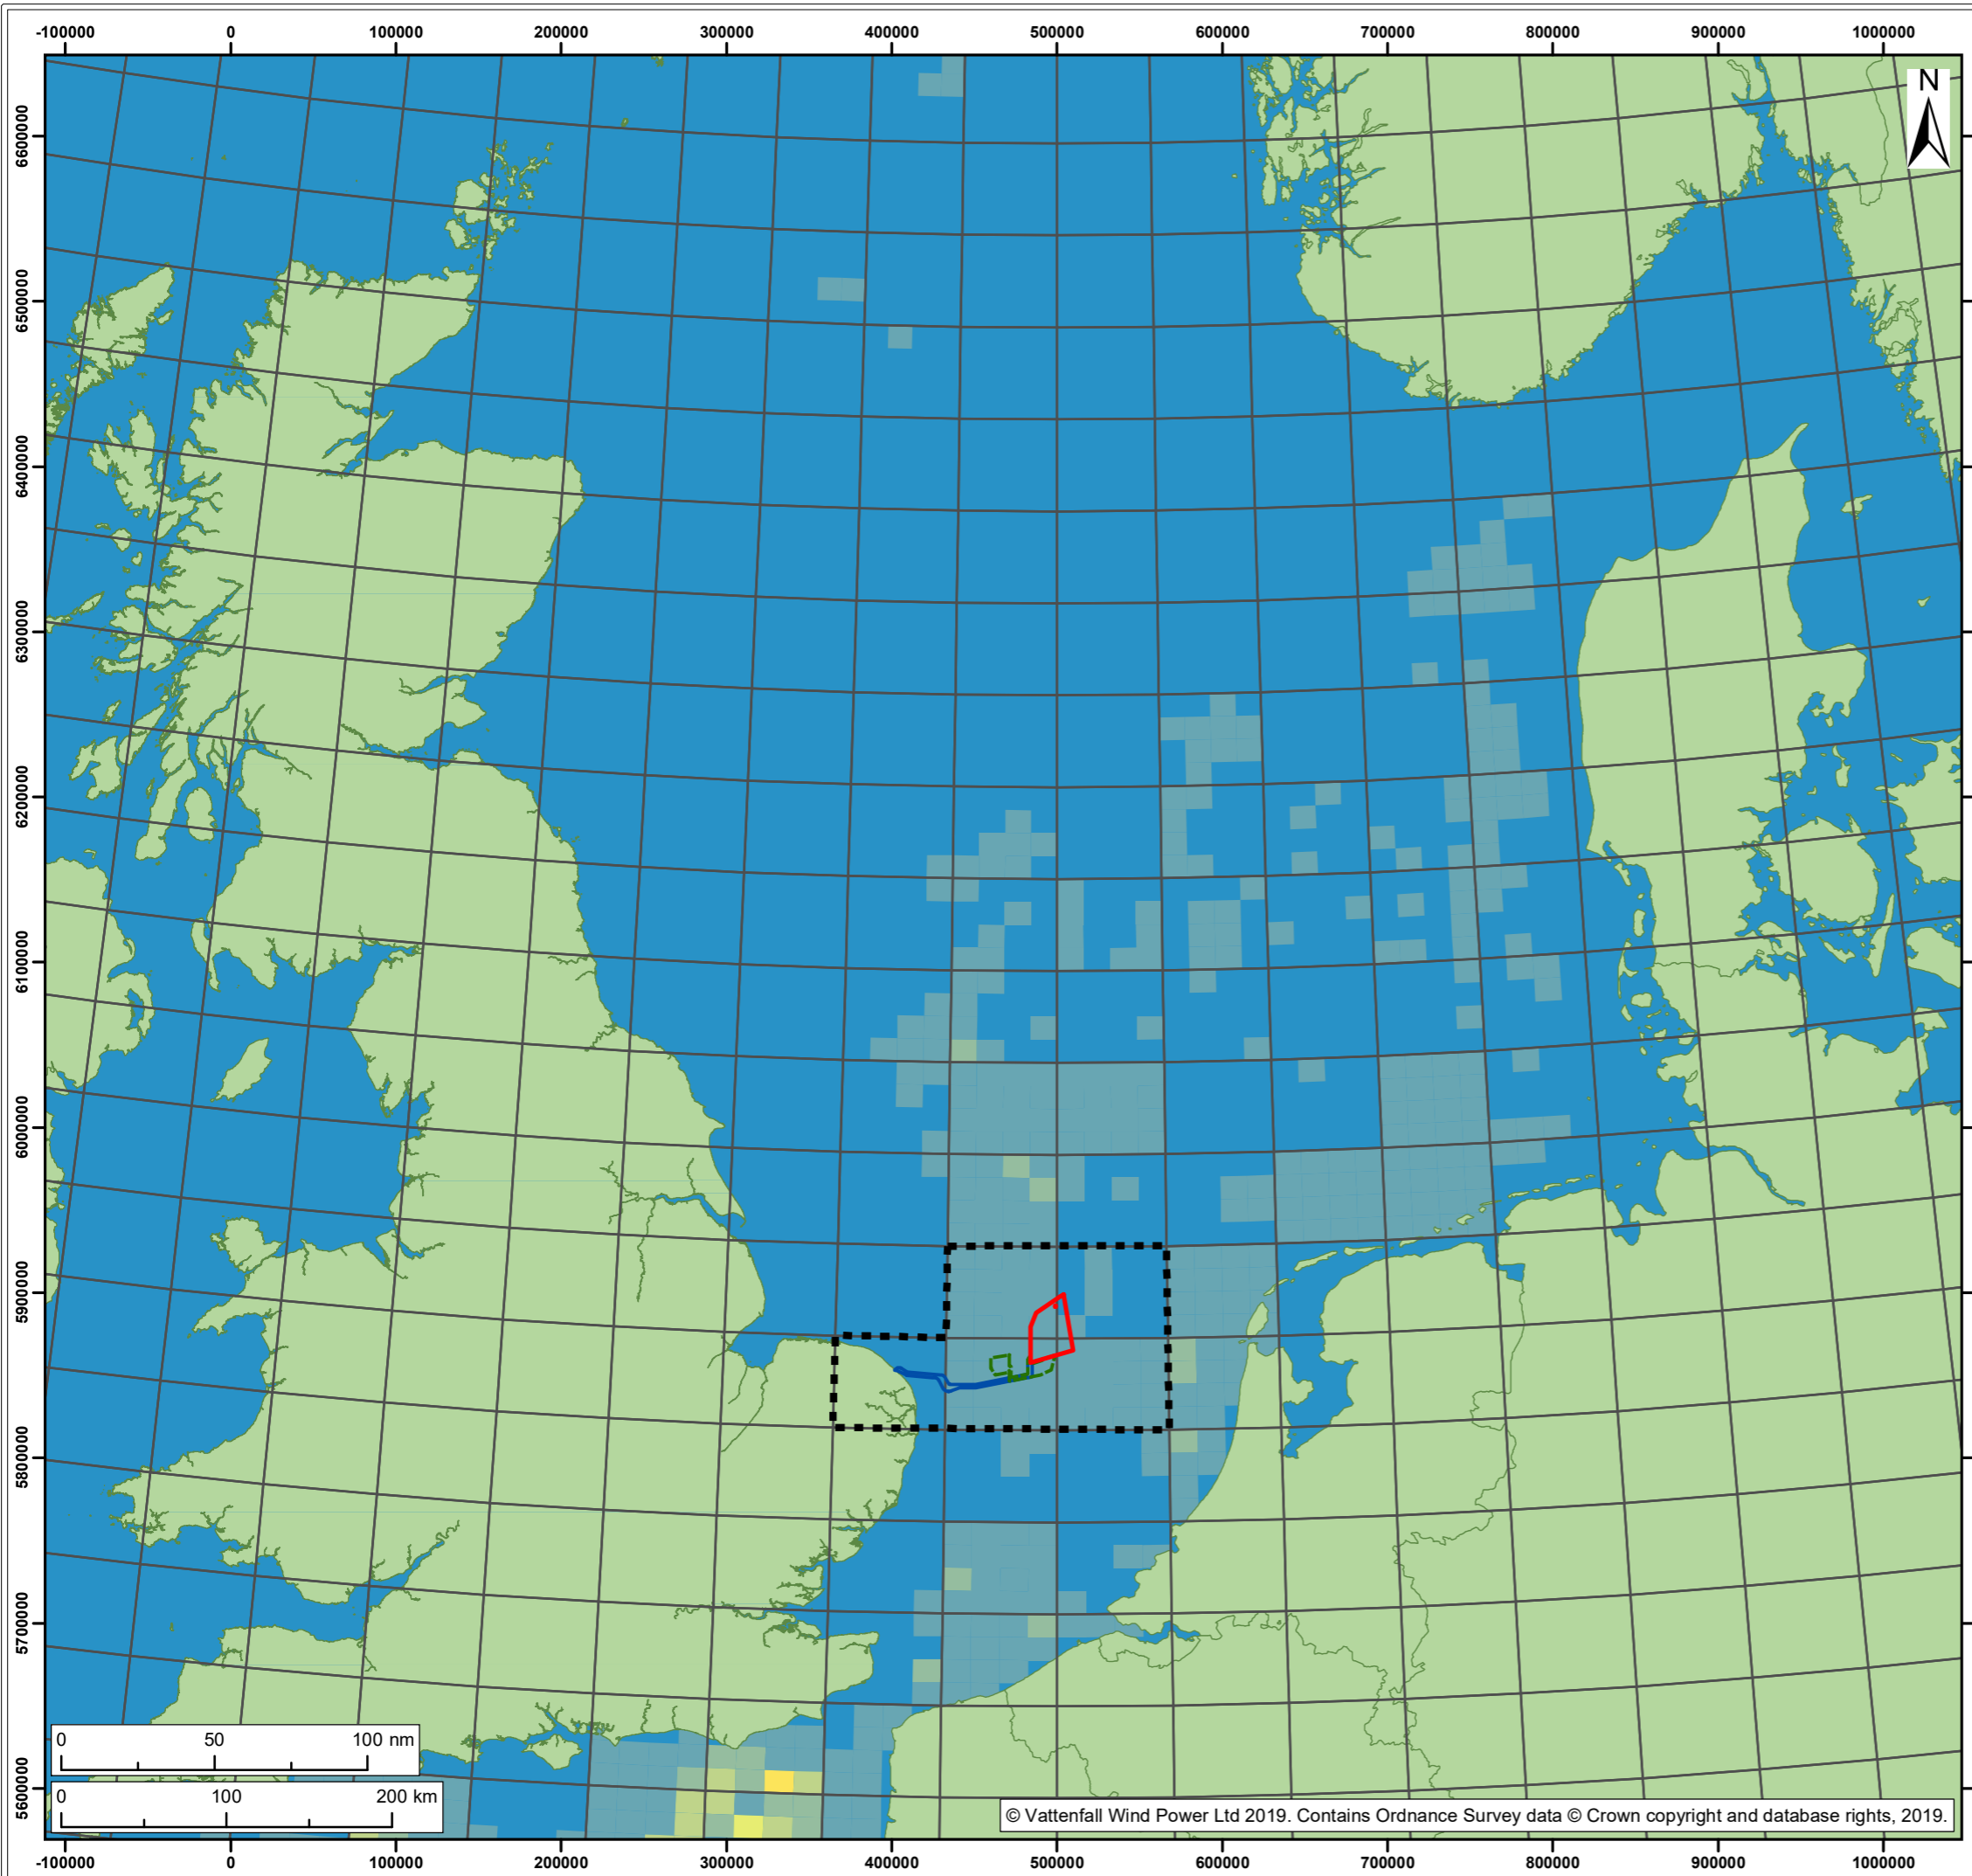 -100000 0 100000 200000 300000 400000 500000 600000 700000 800000 900000 1000000
N
6600000
6500000
6400000
6300000
6200000
6100000
6000000
5900000
5800000
5700000
5600000
0 50 100 nm
0 100 200 km
© Vattenfall Wind Power Ltd 2019. Contains Ordnance Survey data © Crown copyright and database rights, 2019.
-100000 0 100000 200000 300000 400000 500000 600000 700000 800000 900000 1000000